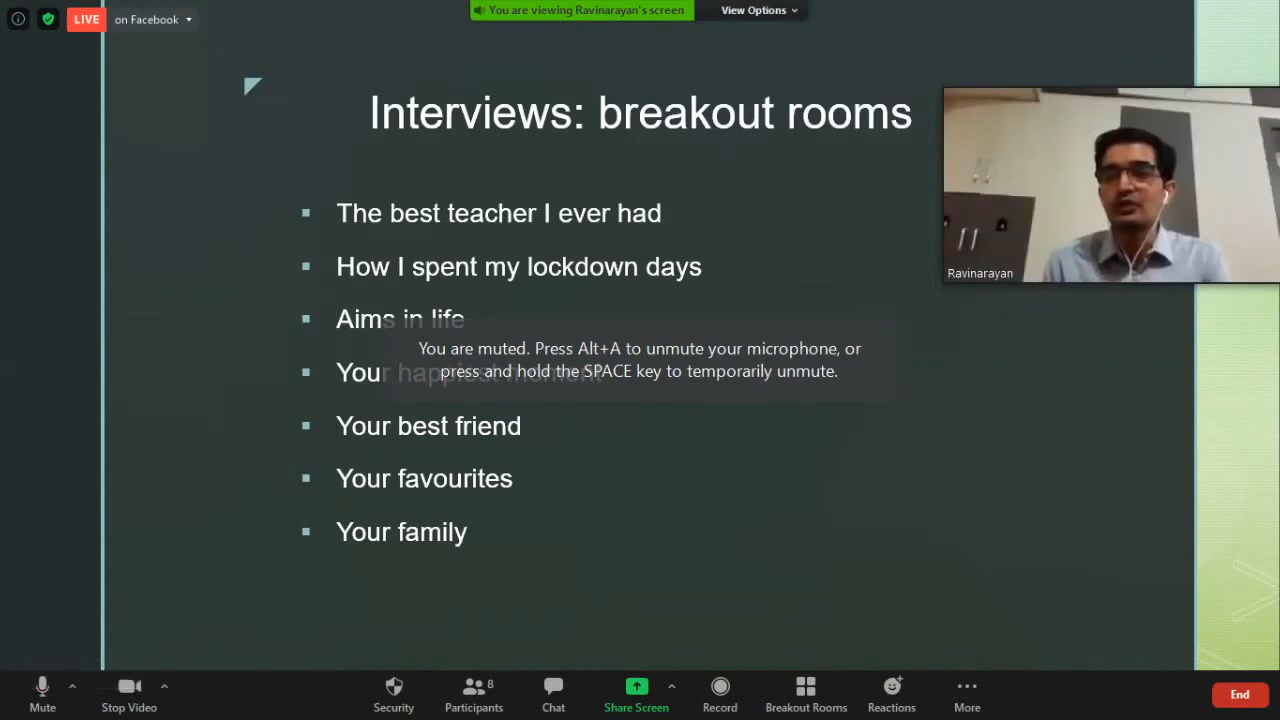 LIVE on Facebook
You are viewing Ravinarayan's screen View Options
Interviews: breakout rooms
The best teacher I ever had
How I spent my lockdown days
Aims in life
Your happiest moment
You are muted. Press Alt+A to unmute your microphone, or
press and hold the SPACE key to temporarily unmute.
Your best friend
Your favourites
Your family
Ravinarayan
Mute Stop Video Security Participants 8 Chat Share Screen Record Breakout Rooms Reactions More End